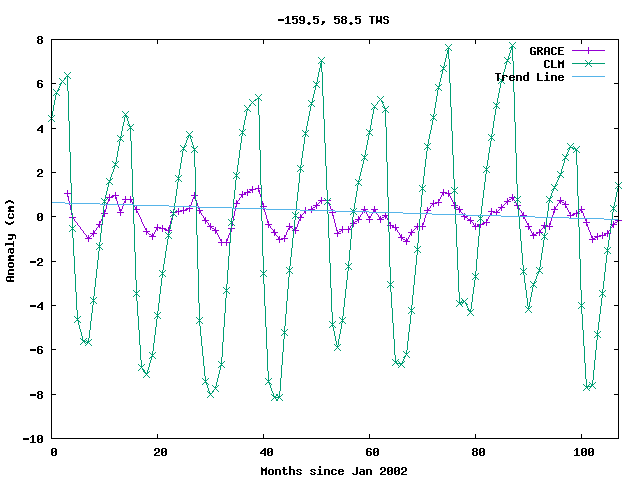 -159.5, 58.5 TWS
GRACE
CLM
Trend Line
8
6
4
2
0
-2
-4
-6
-8
-10
Anomaly (cm)
0 20 40 60 80 100
Months since Jan 2002